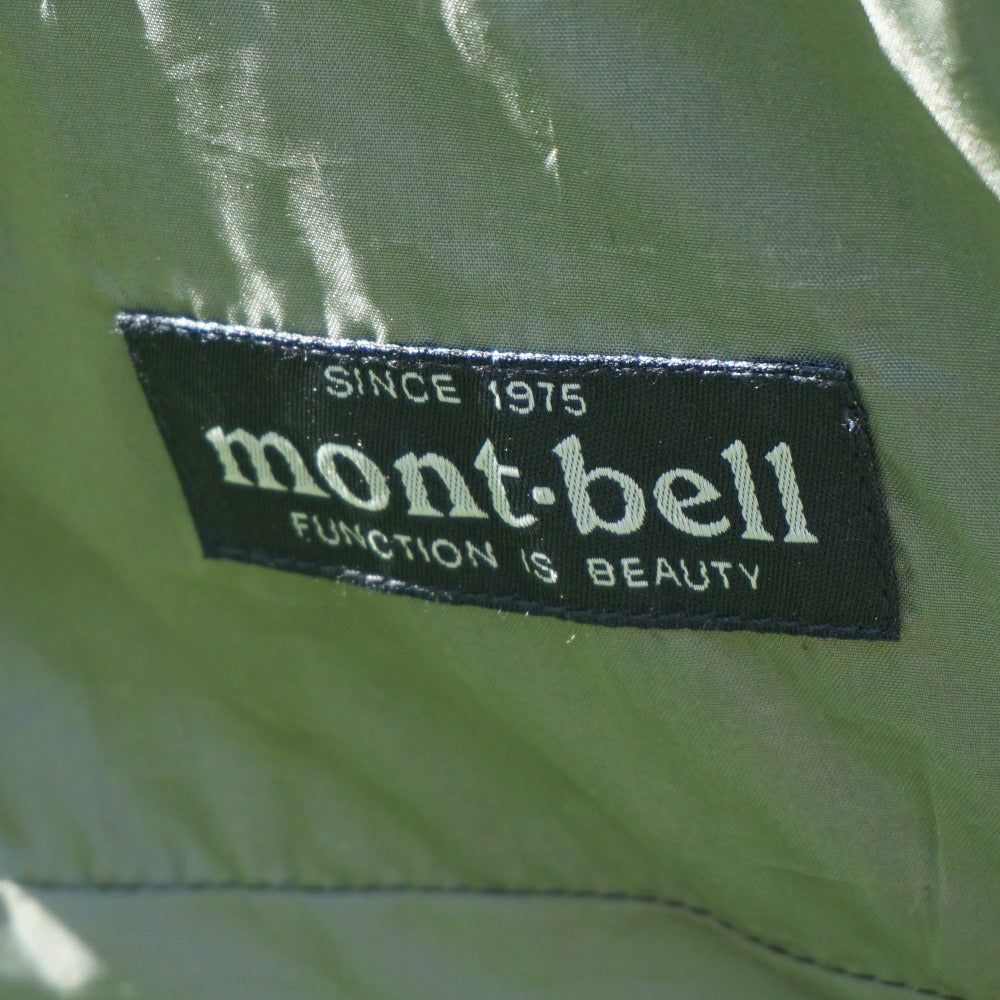 SINCE 1975
mont-bell
FUNCTION IS BEAUTY